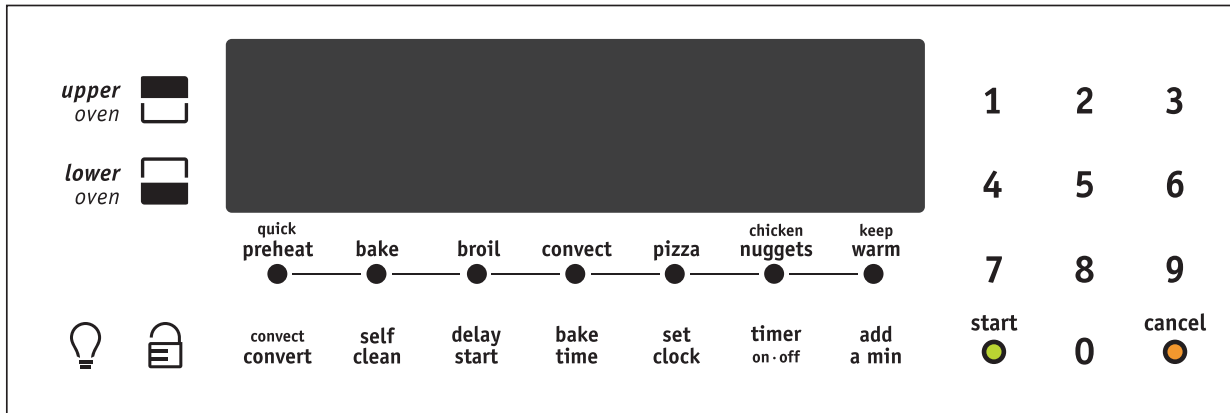 upper
oven
lower
oven
quick
preheat
bake
broil
convect
pizza
chicken
nuggets
keep
warm
convect
convert
self
clean
delay
start
bake
time
set
clock
timer
on·off
add
a min
1 2 3
4 5 6
7 8 9
start
0
cancel